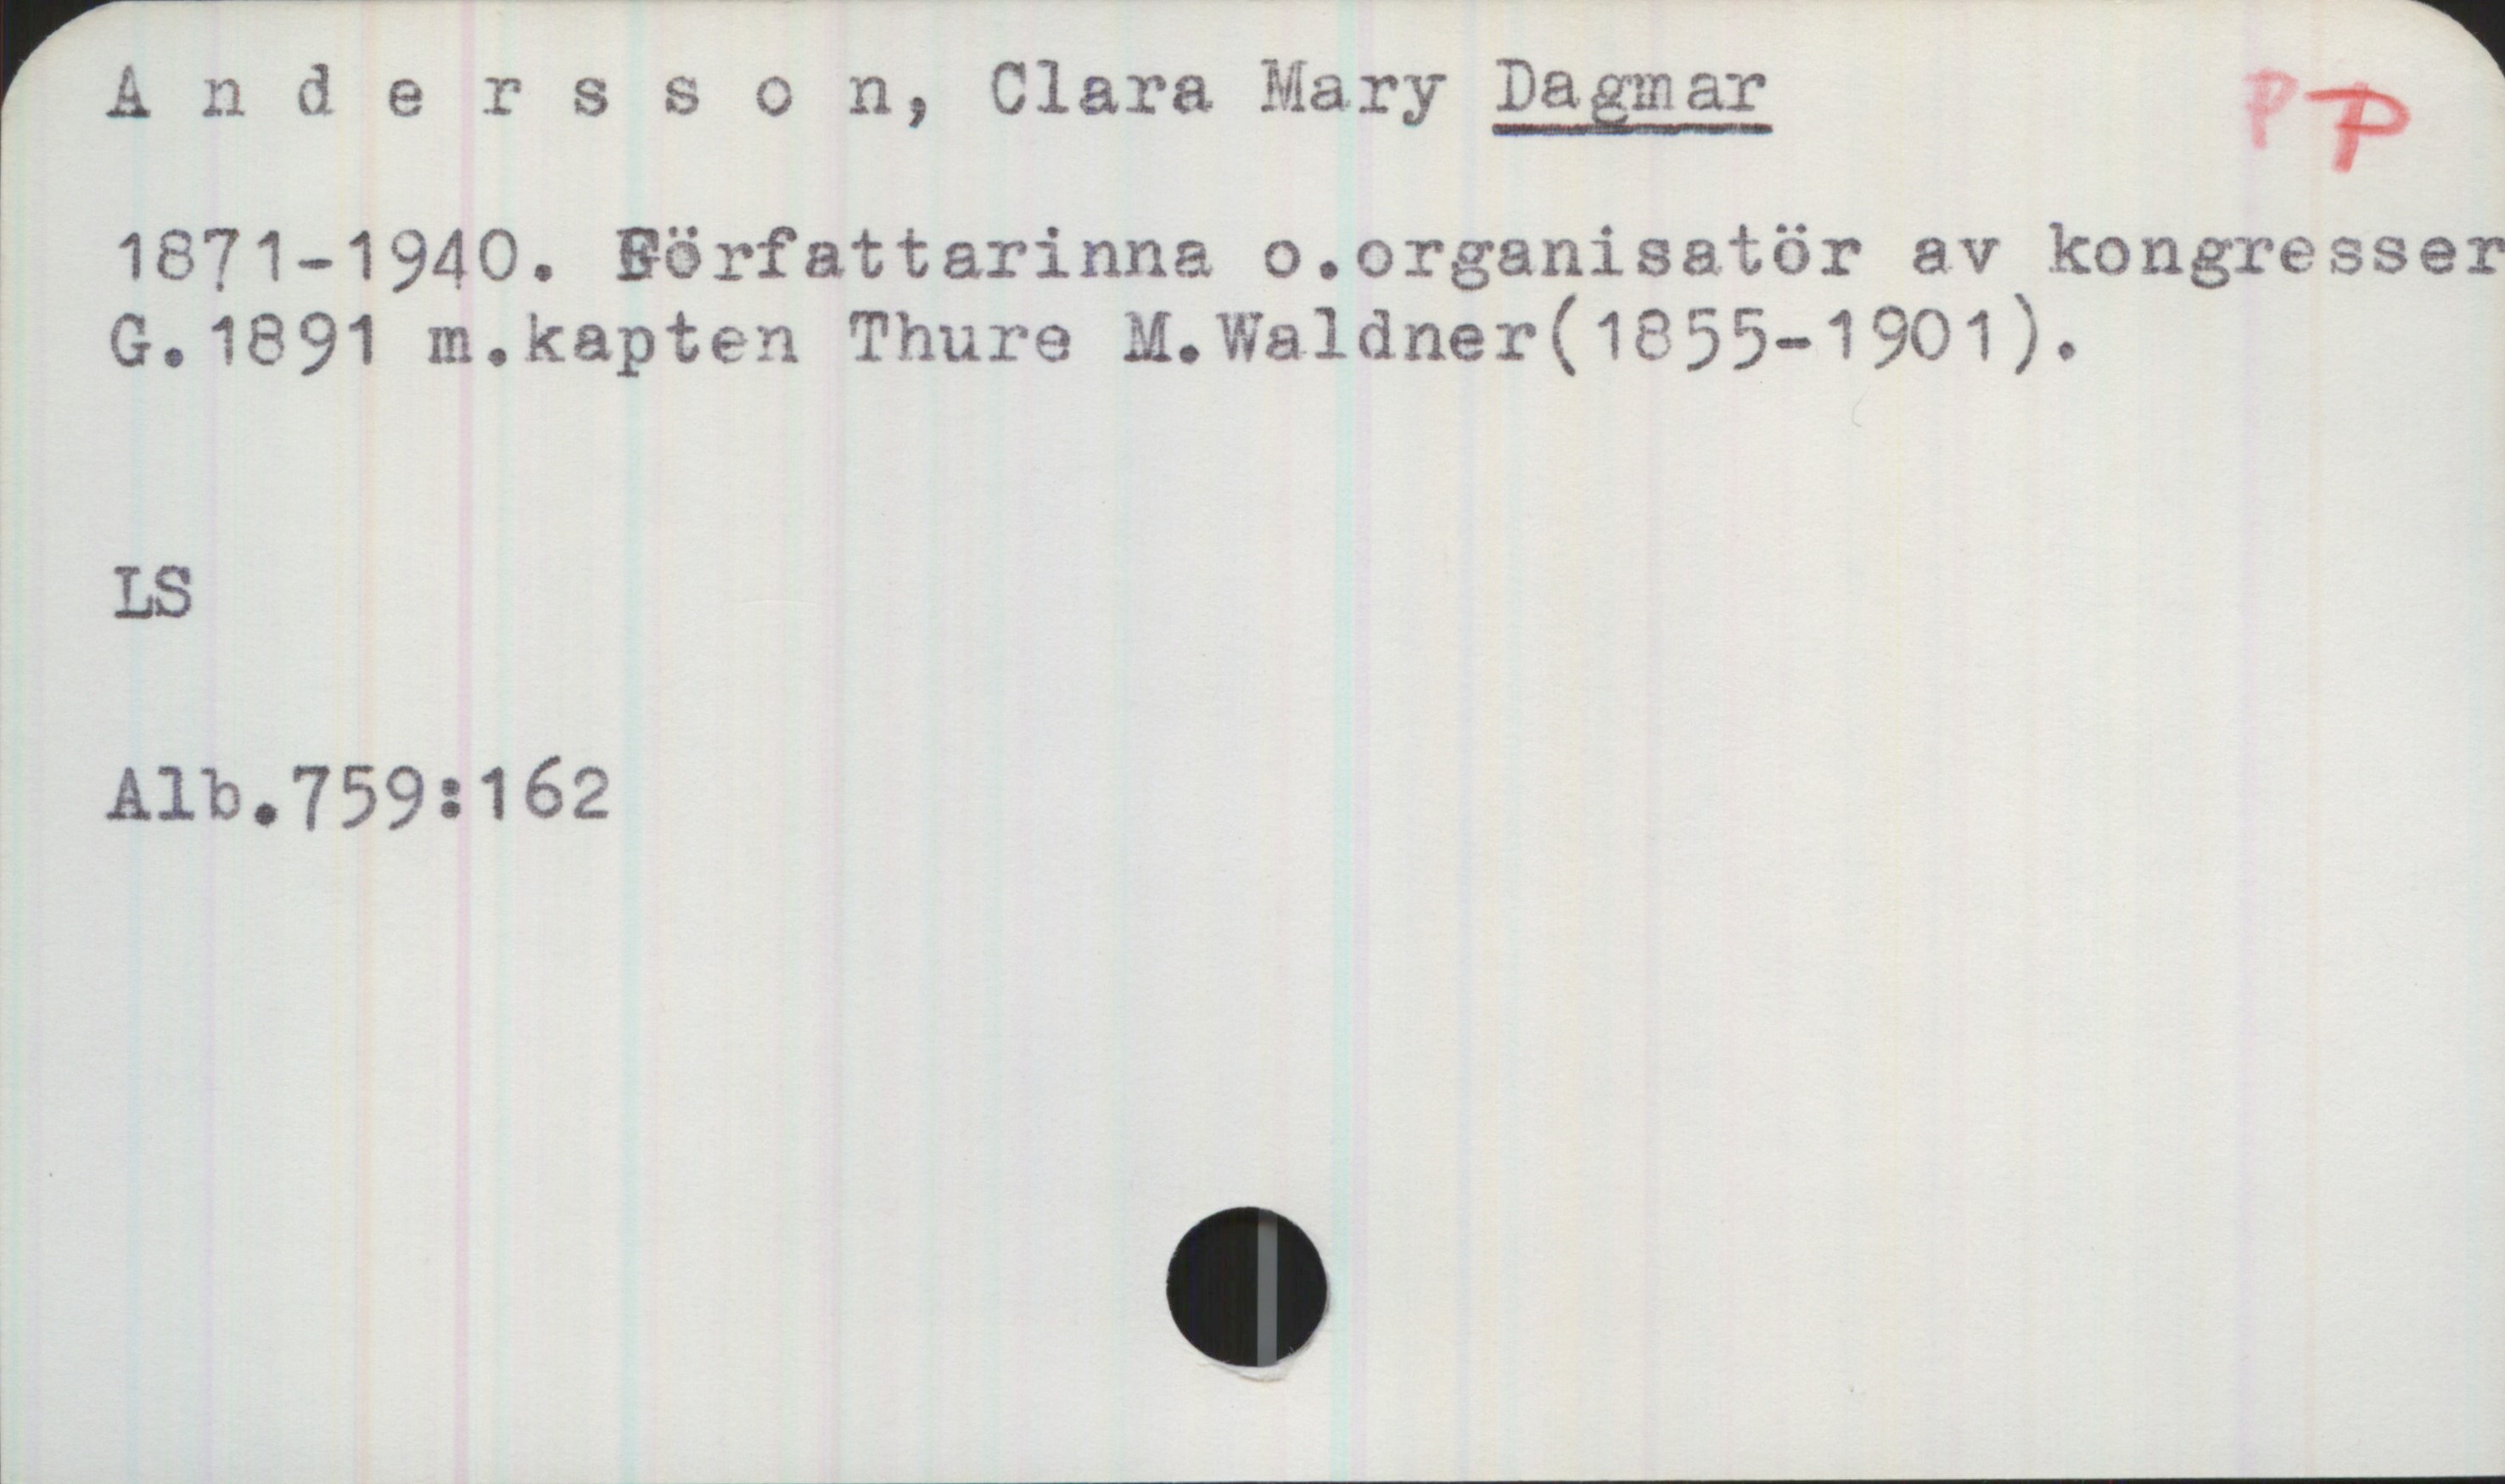 A n d e r s s o n, Clara Mary Dagmar
P P
1871-1940. Författarinna o.organisatör av kongresser
G.1891 m.kapten Thure M.Waldner(1855-1901).
LS
Alb.759:162